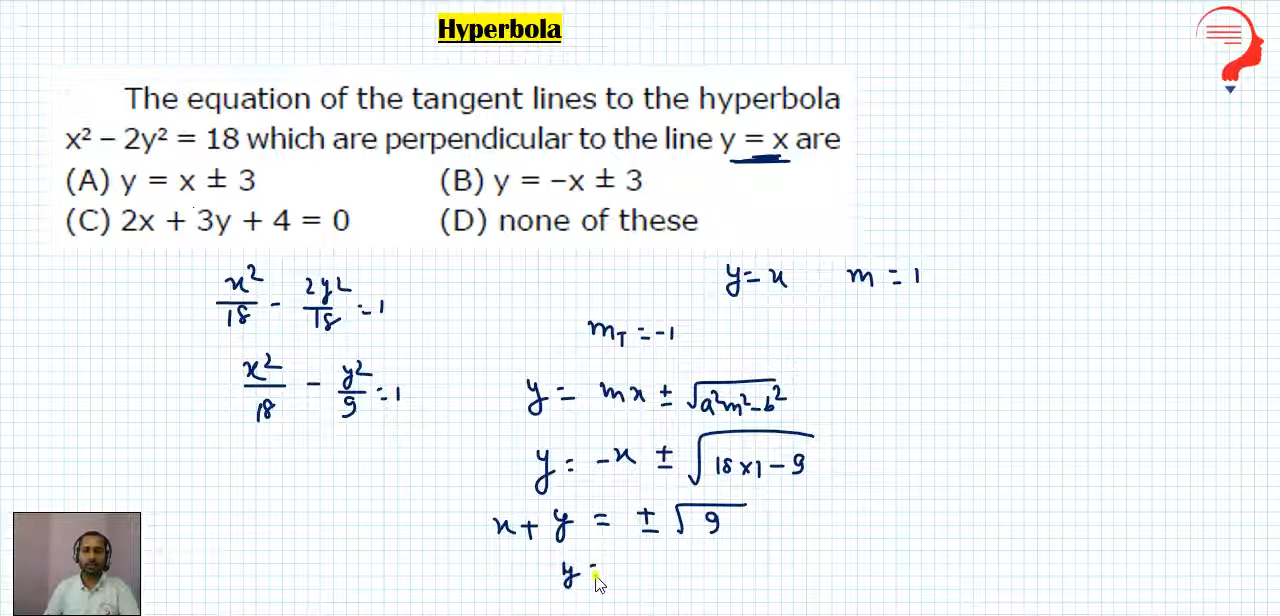 Hyperbola
The equation of the tangent lines to the hyperbola
x² – 2y² = 18 which are perpendicular to the line y = x are
(A) y = x ± 3
(B) y = –x ± 3
(C) 2x + 3y + 4 = 0
(D) none of these
x²/18 - 2y²/18 = 1
y = x   m = 1
m_T = -1
x²/18 - y²/9 = 1
y = mx ± √(a²m² - b²)
y = -x ± √(18×1 - 9)
x + y = ± √9
y =